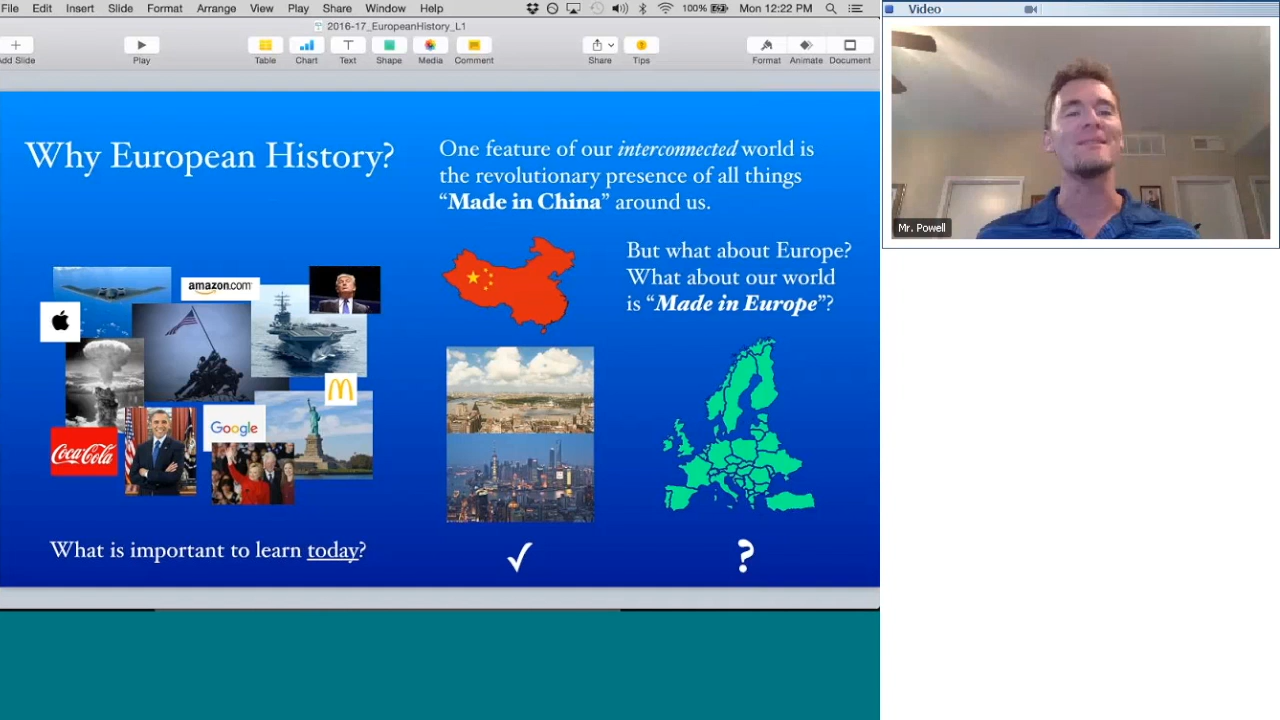 File Edit Insert Slide Format Arrange View Play Share Window Help 100% Mon 12:22 PM
2016-17_EuropeanHistory_L1
Add Slide Play Table Chart Text Shape Media Comment Share Tips Format Animate Document
Why European History?
amazon.com
Google
Coca-Cola
What is important to learn today?
One feature of our interconnected world is
the revolutionary presence of all things
“Made in China” around us.
But what about Europe?
What about our world
is “Made in Europe”?
✓
?
Video
Mr. Powell